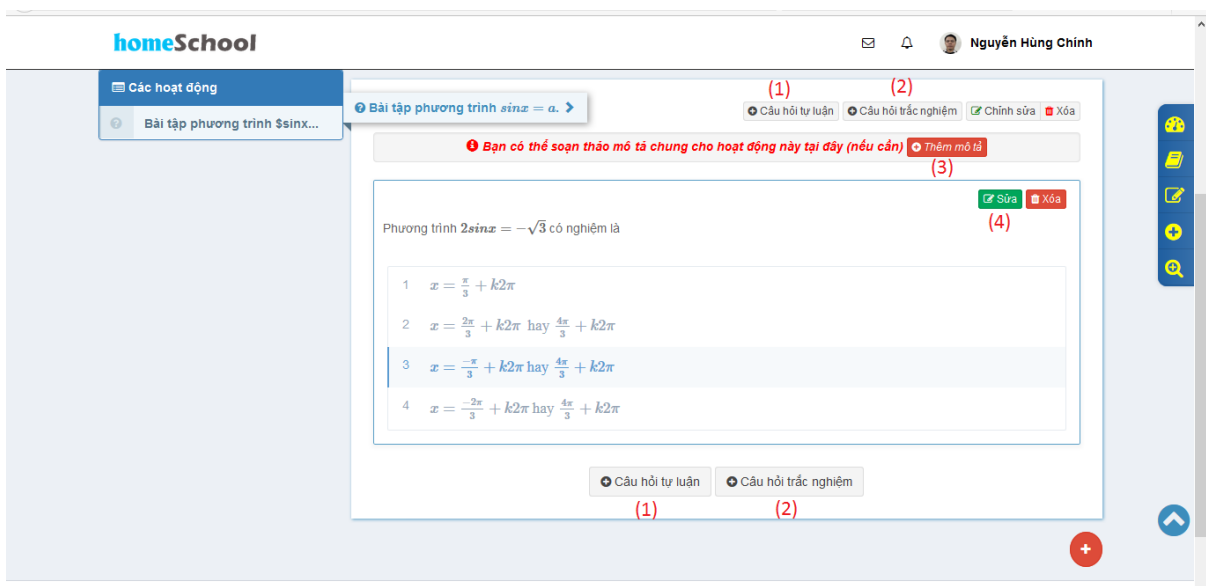 homeSchool
Nguyễn Hùng Chính
Các hoạt động
Bài tập phương trình $sinx...
Bài tập phương trình sinx = a.
(1) (2)
Câu hỏi tự luận Câu hỏi trắc nghiệm Chỉnh sửa Xóa
Bạn có thể soạn thảo mô tả chung cho hoạt động này tại đây (nếu cần) Thêm mô tả
(3)
Sửa Xóa
(4)
Phương trình 2sinx = −√3 có nghiệm là
1 x = π/3 + k2π
2 x = 2π/3 + k2π hay 4π/3 + k2π
3 x = −π/3 + k2π hay 4π/3 + k2π
4 x = −2π/3 + k2π hay 4π/3 + k2π
Câu hỏi tự luận Câu hỏi trắc nghiệm
(1) (2)